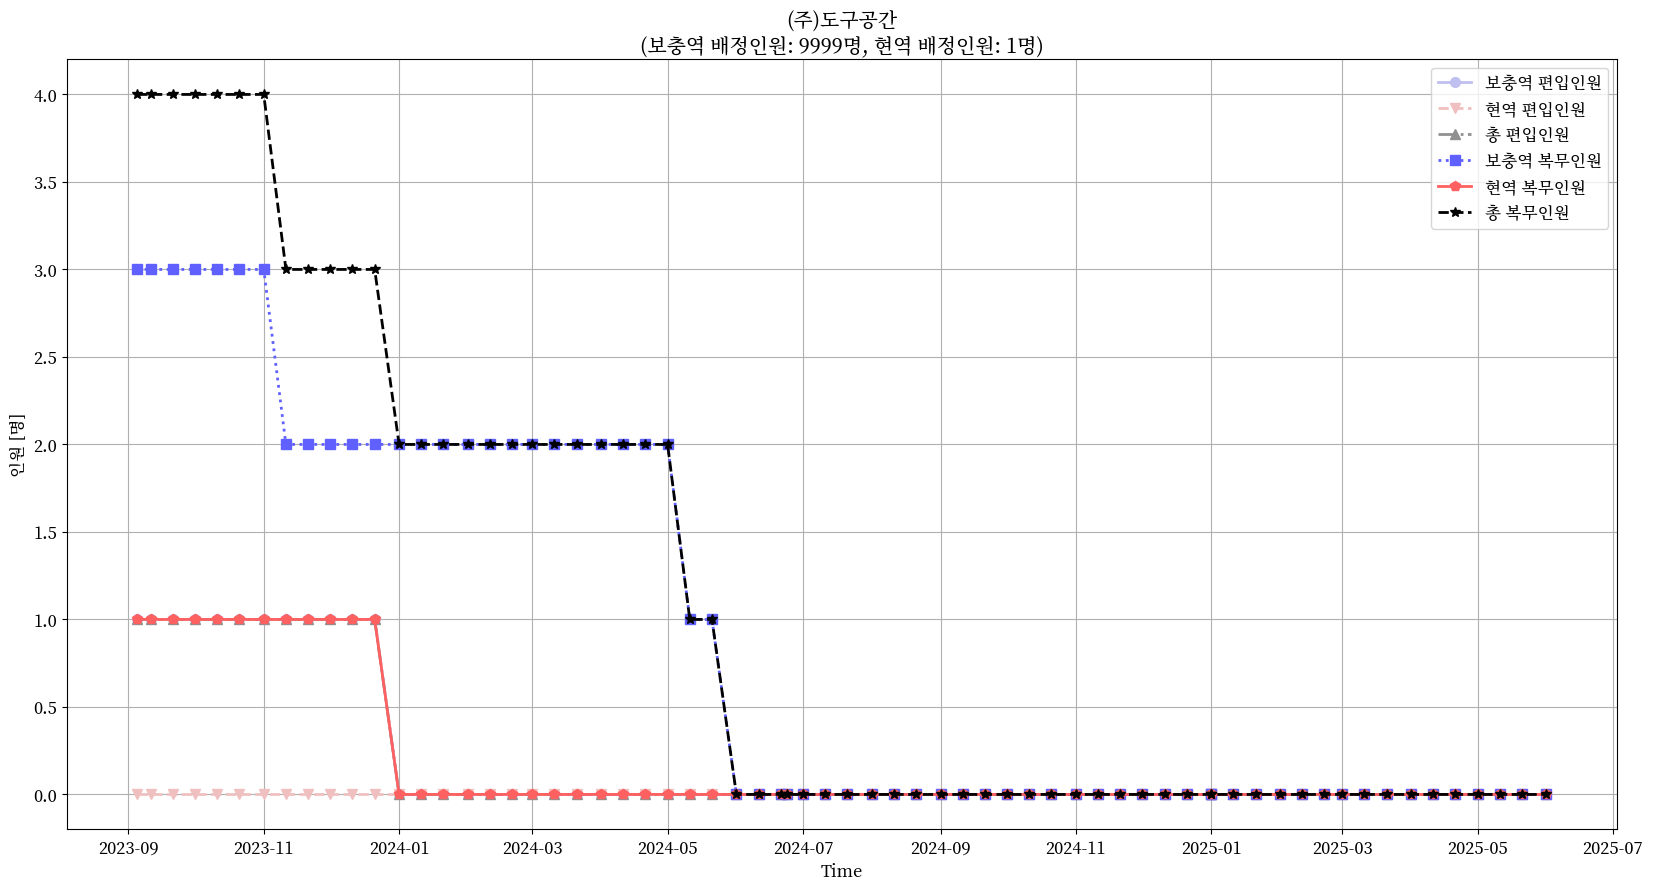 (주)도구공간
(보충역 배정인원: 9999명, 현역 배정인원: 1명)
보충역 편입인원
현역 편입인원
총 편입인원
보충역 복무인원
현역 복무인원
총 복무인원
인원 [명]
4.0
3.5
3.0
2.5
2.0
1.5
1.0
0.5
0.0
2023-09 2023-11 2024-01 2024-03 2024-05 2024-07 2024-09 2024-11 2025-01 2025-03 2025-05 2025-07
Time